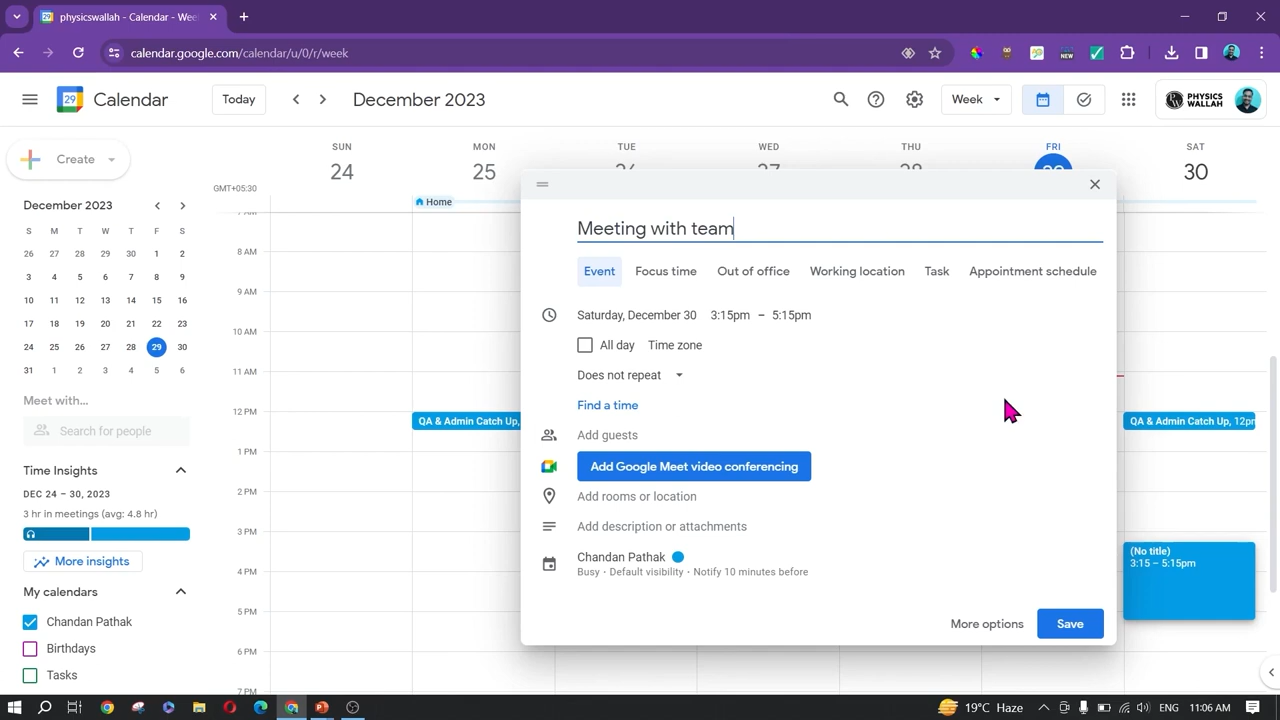 physicswallah - Calendar - Wee
calendar.google.com/calendar/u/0/r/week
NEW
29 Calendar Today December 2023 Week PHYSICS WALLAH
Create
SUN MON TUE WED THU FRI SAT
24 25 26 27 28 29 30
GMT+05:30
Home
December 2023
S M T W T F S
26 27 28 29 30 1 2
3 4 5 6 7 8 9
10 11 12 13 14 15 16
17 18 19 20 21 22 23
24 25 26 27 28 29 30
31 1 2 3 4 5 6
Meet with...
Search for people
Time Insights
DEC 24 – 30, 2023
3 hr in meetings (avg: 4.8 hr)
More insights
My calendars
Chandan Pathak
Birthdays
Tasks
8 AM
9 AM
10 AM
11 AM
12 PM
1 PM
2 PM
3 PM
4 PM
5 PM
6 PM
7 PM
QA & Admin Catch Up,
Meeting with team
Event Focus time Out of office Working location Task Appointment schedule
Saturday, December 30 3:15pm – 5:15pm
All day Time zone
Does not repeat
Find a time
Add guests
Add Google Meet video conferencing
Add rooms or location
Add description or attachments
Chandan Pathak
Busy · Default visibility · Notify 10 minutes before
More options Save
QA & Admin Catch Up, 12pm
(No title)
3:15 – 5:15pm
19°C Haze ENG 11:06 AM